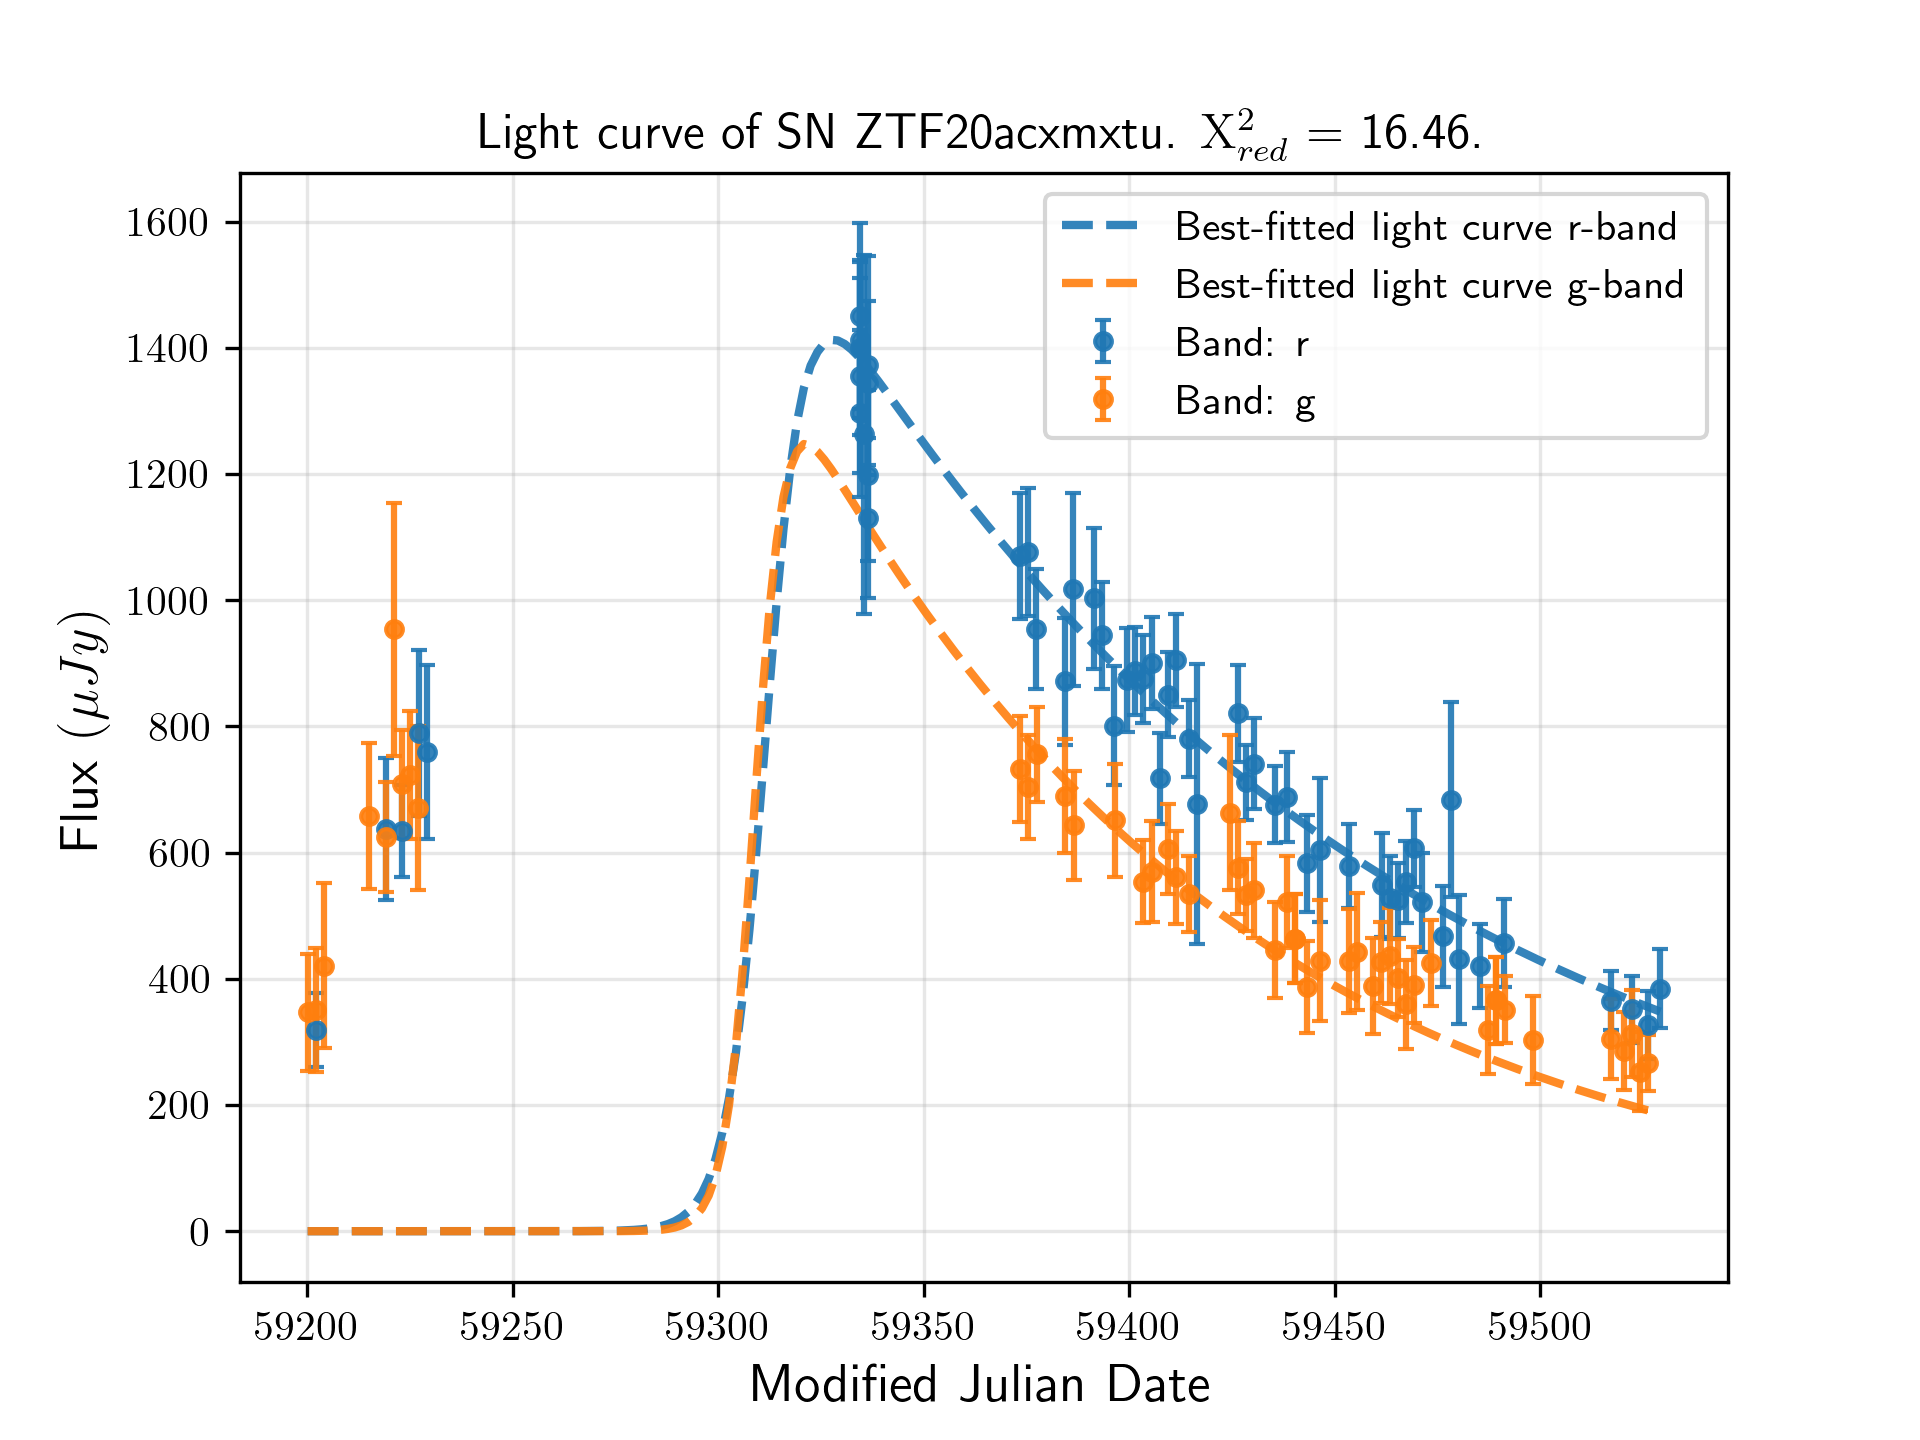 Light curve of SN ZTF20acxmxtu. X²_red = 16.46.
Best-fitted light curve r-band
Best-fitted light curve g-band
Band: r
Band: g
Flux (μJy)
1600
1400
1200
1000
800
600
400
200
0
59200 59250 59300 59350 59400 59450 59500
Modified Julian Date